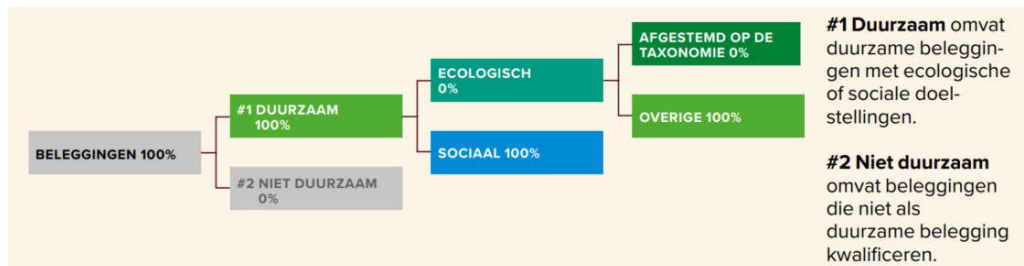 BELEGGINGEN 100%
#1 DUURZAAM
100%
#2 NIET DUURZAAM
0%
ECOLOGISCH
0%
SOCIAAL 100%
AFGESTEMD OP DE
TAXONOMIE 0%
OVERIGE 100%
#1 Duurzaam omvat
duurzame beleggin-
gen met ecologische
of sociale doel-
stellingen.
#2 Niet duurzaam
omvat beleggingen
die niet als
duurzame belegging
kwalificeren.